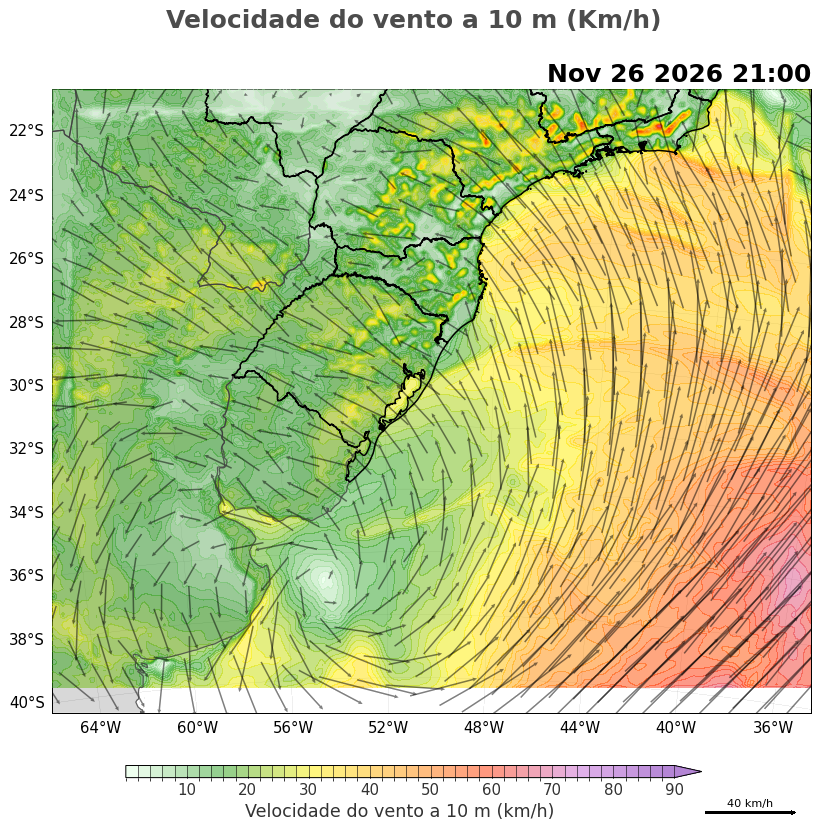 Velocidade do vento a 10 m (Km/h)
Nov 26 2026 21:00
22°S
24°S
26°S
28°S
30°S
32°S
34°S
36°S
38°S
40°S
64°W 60°W 56°W 52°W 48°W 44°W 40°W 36°W
10 20 30 40 50 60 70 80 90
Velocidade do vento a 10 m (km/h)
40 km/h